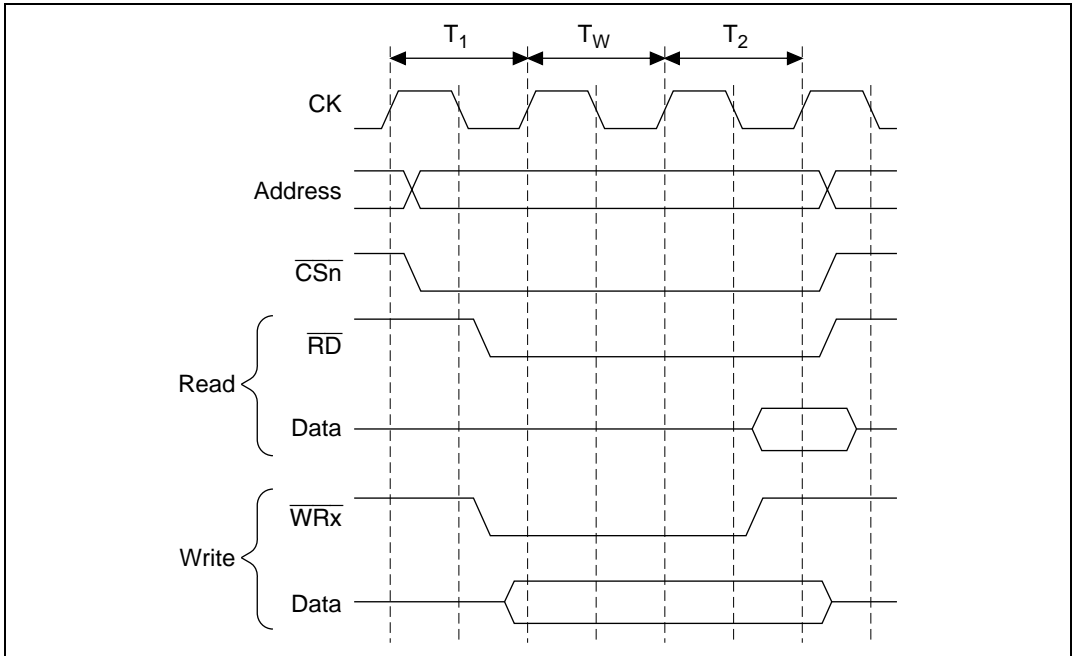 T1 TW T2
CK
Address
CSn
RD
Read
Data
WRx
Write
Data